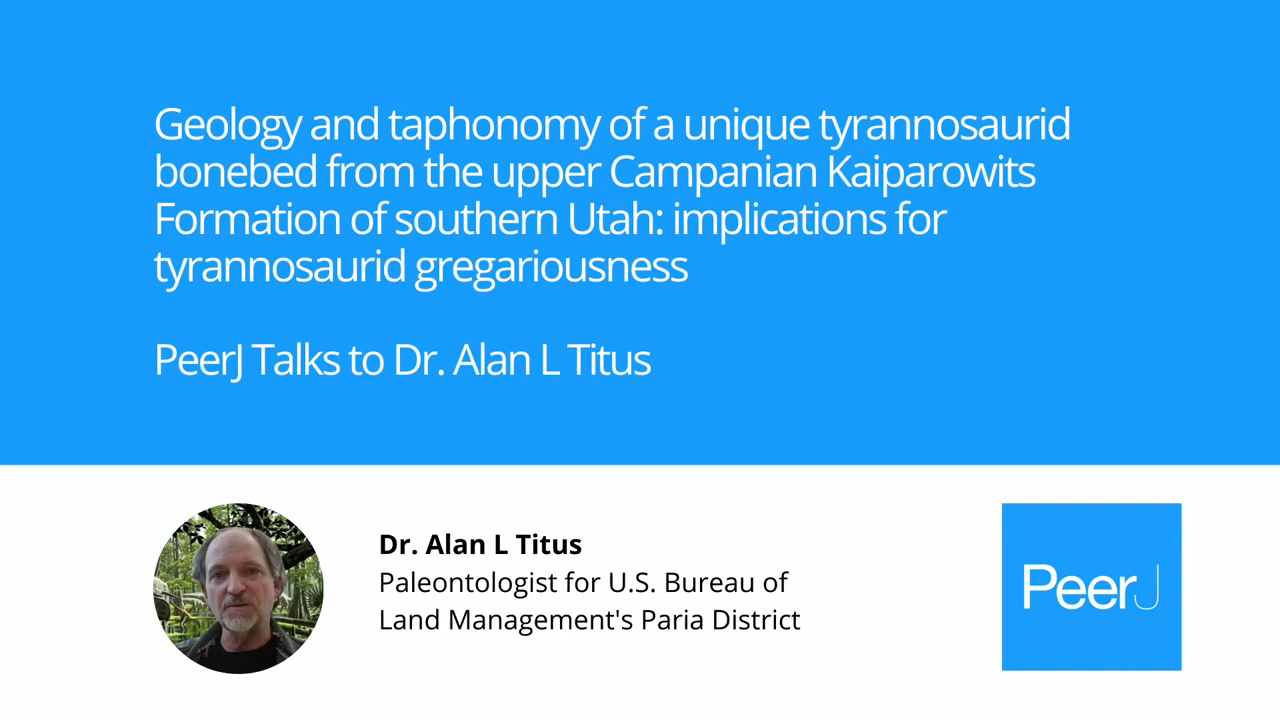 Geology and taphonomy of a unique tyrannosaurid
bonebed from the upper Campanian Kaiparowits
Formation of southern Utah: implications for
tyrannosaurid gregariousness
PeerJ Talks to Dr. Alan L Titus
Dr. Alan L Titus
Paleontologist for U.S. Bureau of
Land Management's Paria District
PeerJ